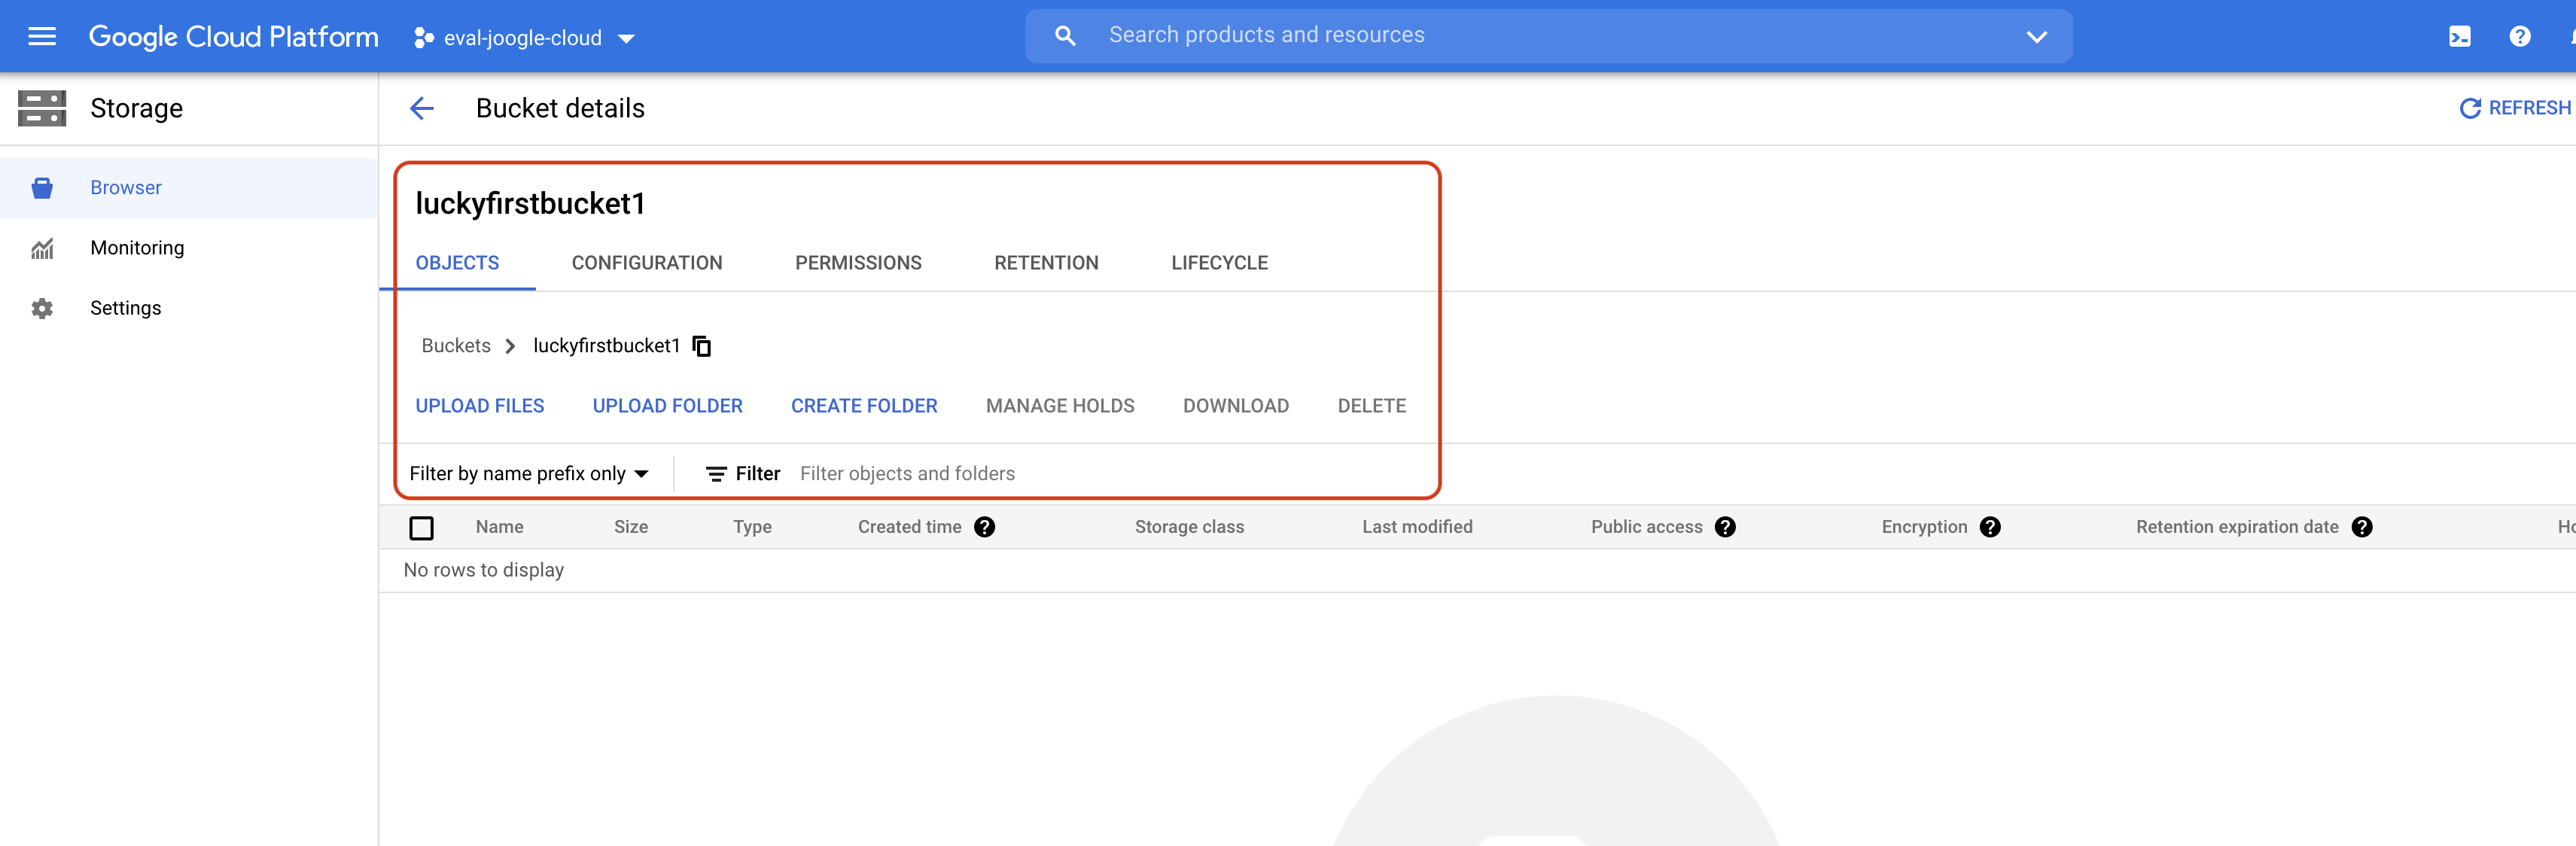 Google Cloud Platform eval-joogle-cloud Search products and resources
Storage
Bucket details
REFRESH
Browser
Monitoring
Settings
luckyfirstbucket1
OBJECTS CONFIGURATION PERMISSIONS RETENTION LIFECYCLE
Buckets luckyfirstbucket1
UPLOAD FILES UPLOAD FOLDER CREATE FOLDER MANAGE HOLDS DOWNLOAD DELETE
Filter by name prefix only Filter Filter objects and folders
Name Size Type Created time Storage class Last modified Public access Encryption Retention expiration date
No rows to display